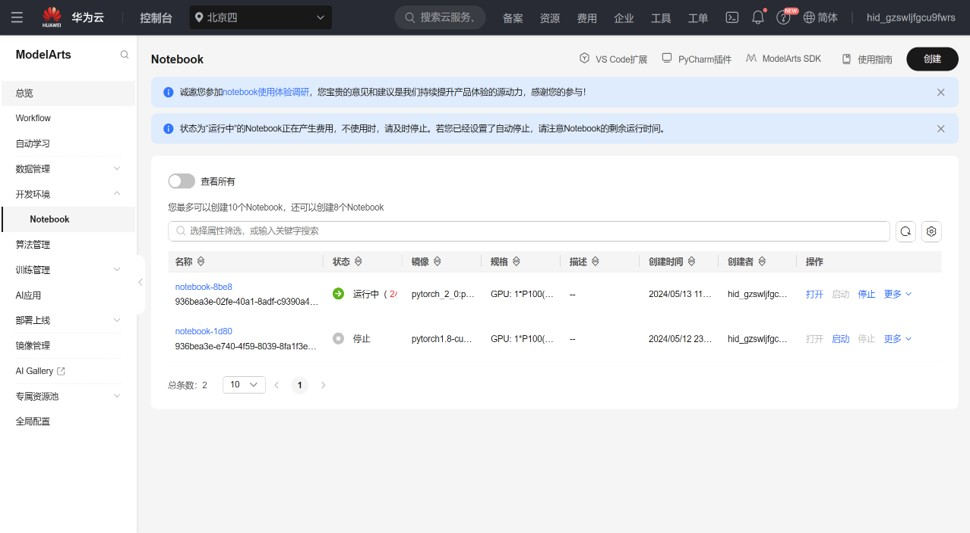 HUAWEI
华为云
控制台
北京四
搜索云服务、
备案
资源
费用
企业
工具
工单
NEW
简体
hid_gzswljfgcu9fwrs
ModelArts
总览
Workflow
自动学习
数据管理
开发环境
Notebook
算法管理
训练管理
AI应用
部署上线
镜像管理
AI Gallery
专属资源池
全局配置
Notebook
VS Code扩展
PyCharm插件
ModelArts SDK
使用指南
创建
诚邀您参加notebook使用体验调研，您宝贵的意见和建议是我们持续提升产品体验的源动力，感谢您的参与！
状态为“运行中”的Notebook正在产生费用，不使用时，请及时停止。若您已经设置了自动停止，请注意Notebook的剩余运行时间。
查看所有
您最多可以创建10个Notebook，还可以创建8个Notebook
选择属性筛选，或输入关键字搜索
名称 状态 镜像 规格 描述 创建时间 创建者 操作
notebook-8be8
936bea3e-02fe-40a1-8adf-c9390a4...
运行中（ 2/ pytorch_2_0:p... GPU: 1*P100(... -- 2024/05/13 11... hid_gzswljfgc... 打开 启动 停止 更多
notebook-1d80
936bea3e-e740-4f59-8039-8fa1f3e...
停止 pytorch1.8-cu... GPU: 1*P100(... -- 2024/05/12 23... hid_gzswljfgc... 打开 启动 停止 更多
总条数：2 10 1